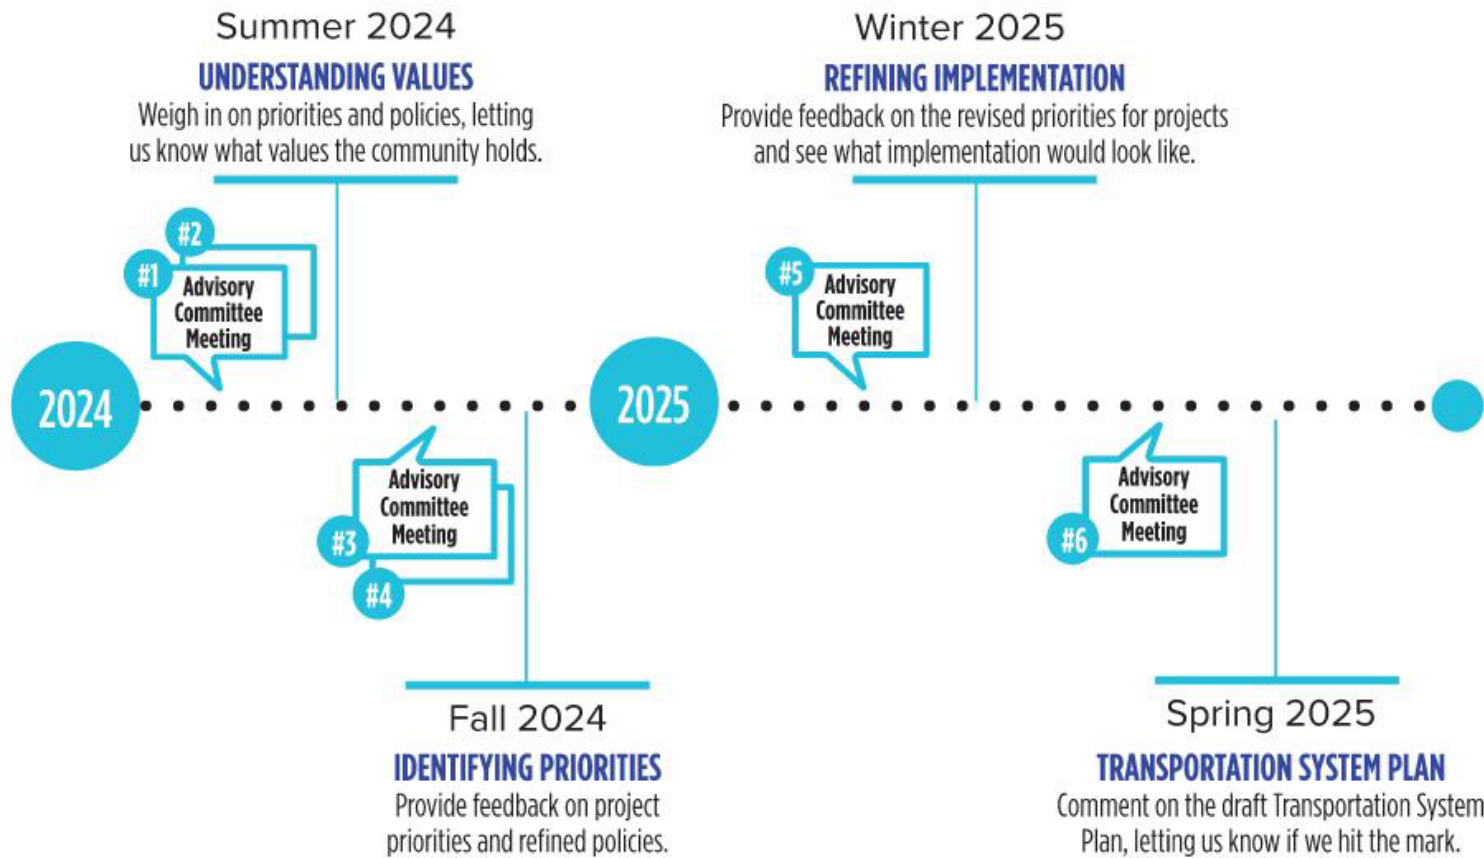 Summer 2024
UNDERSTANDING VALUES
Weigh in on priorities and policies, letting
us know what values the community holds.
Winter 2025
REFINING IMPLEMENTATION
Provide feedback on the revised priorities for projects
and see what implementation would look like.
#2
#1
Advisory
Committee
Meeting
#5
Advisory
Committee
Meeting
2024
2025
Advisory
Committee
Meeting
#3
#4
Advisory
Committee
Meeting
#6
Fall 2024
IDENTIFYING PRIORITIES
Provide feedback on project
priorities and refined policies.
Spring 2025
TRANSPORTATION SYSTEM PLAN
Comment on the draft Transportation System
Plan, letting us know if we hit the mark.